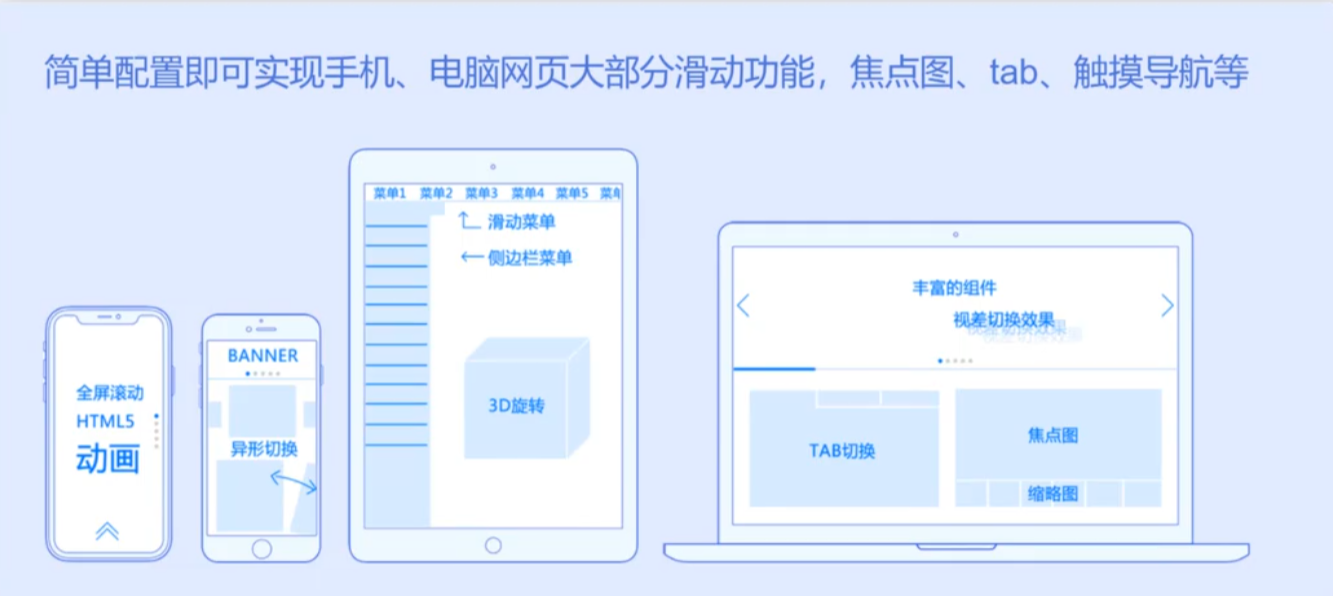 简单配置即可实现手机、电脑网页大部分滑动功能，焦点图、tab、触摸导航等
全屏滚动
HTML5
动画
BANNER
异形切换
菜单1 菜单2 菜单3 菜单4 菜单5 菜单
滑动菜单
侧边栏菜单
3D旋转
丰富的组件
视差切换效果
TAB切换
焦点图
缩略图